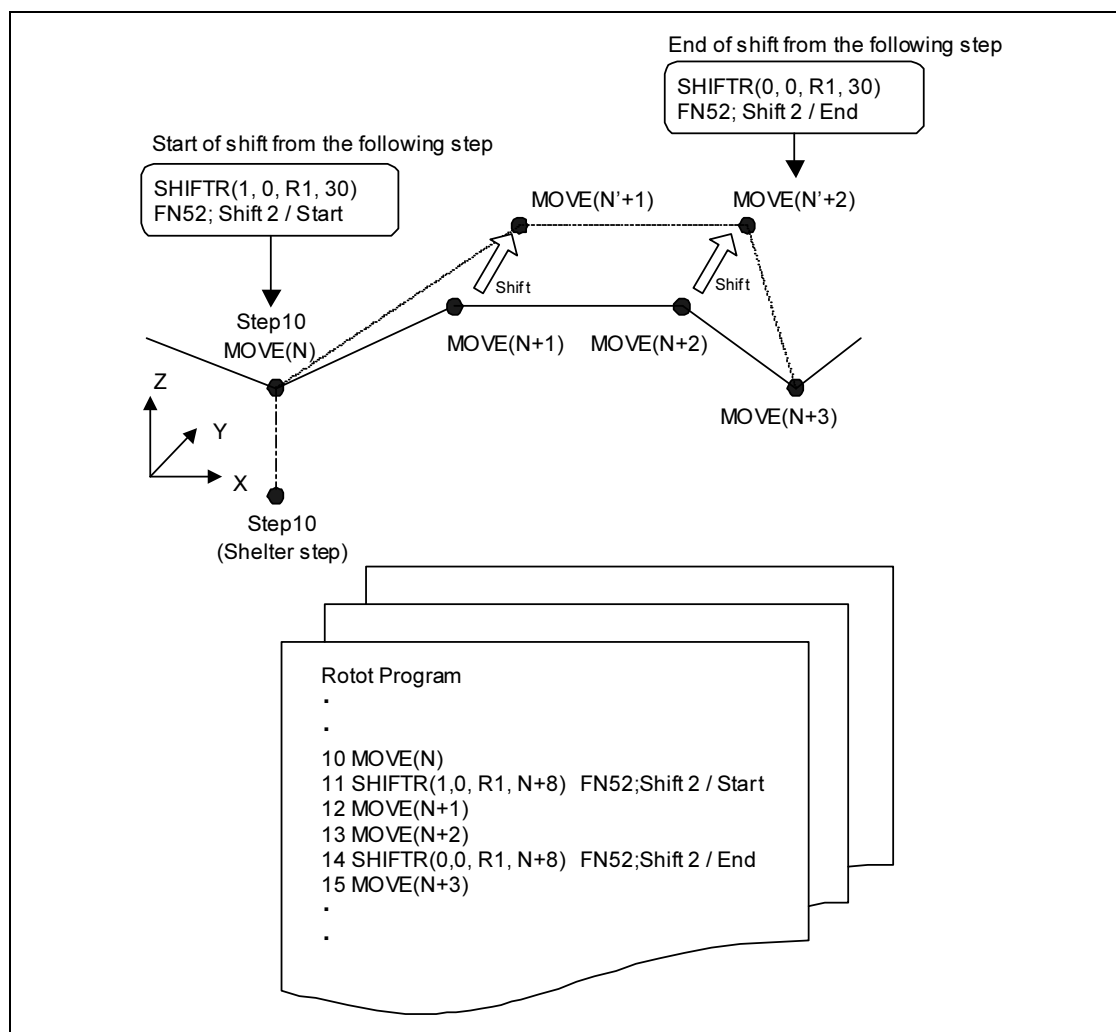 End of shift from the following step
SHIFTR(0, 0, R1, 30)
FN52; Shift 2 / End
Start of shift from the following step
SHIFTR(1, 0, R1, 30)
FN52; Shift 2 / Start
MOVE(N’+1)
MOVE(N’+2)
Shift
Shift
Step10
MOVE(N)
MOVE(N+1)
MOVE(N+2)
MOVE(N+3)
Z
Y
X
Step10
(Shelter step)
Rotot Program
.
.
10 MOVE(N)
11 SHIFTR(1,0, R1, N+8) FN52;Shift 2 / Start
12 MOVE(N+1)
13 MOVE(N+2)
14 SHIFTR(0,0, R1, N+8) FN52;Shift 2 / End
15 MOVE(N+3)
.
.